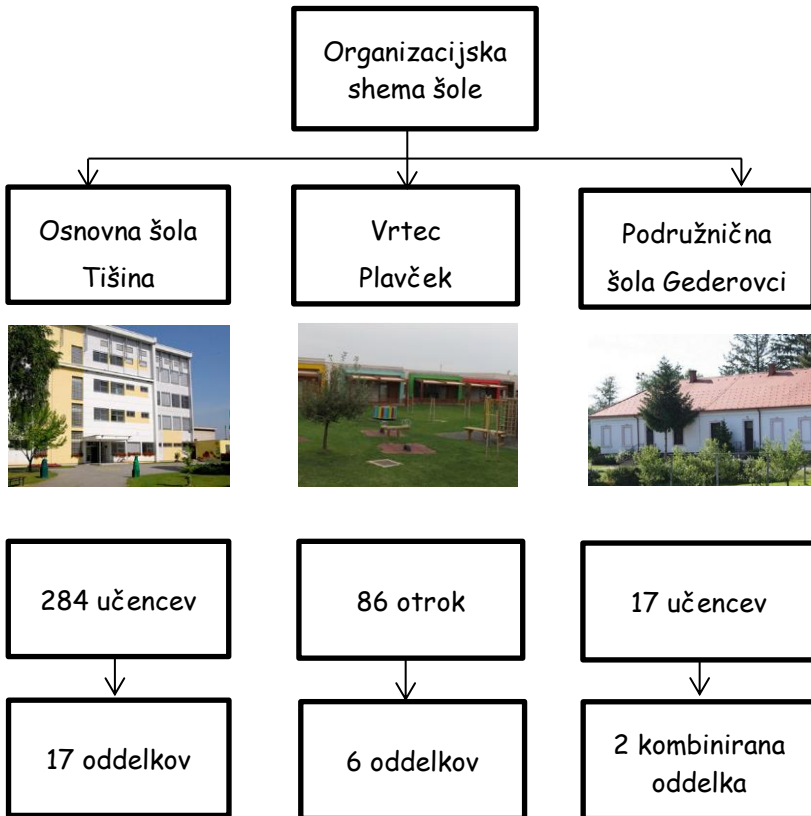 Organizacijska
shema šole
Osnovna šola
Tišina
Vrtec
Plavček
Podružnična
šola Gederovci
284 učencev
86 otrok
17 učencev
17 oddelkov
6 oddelkov
2 kombinirana
oddelka